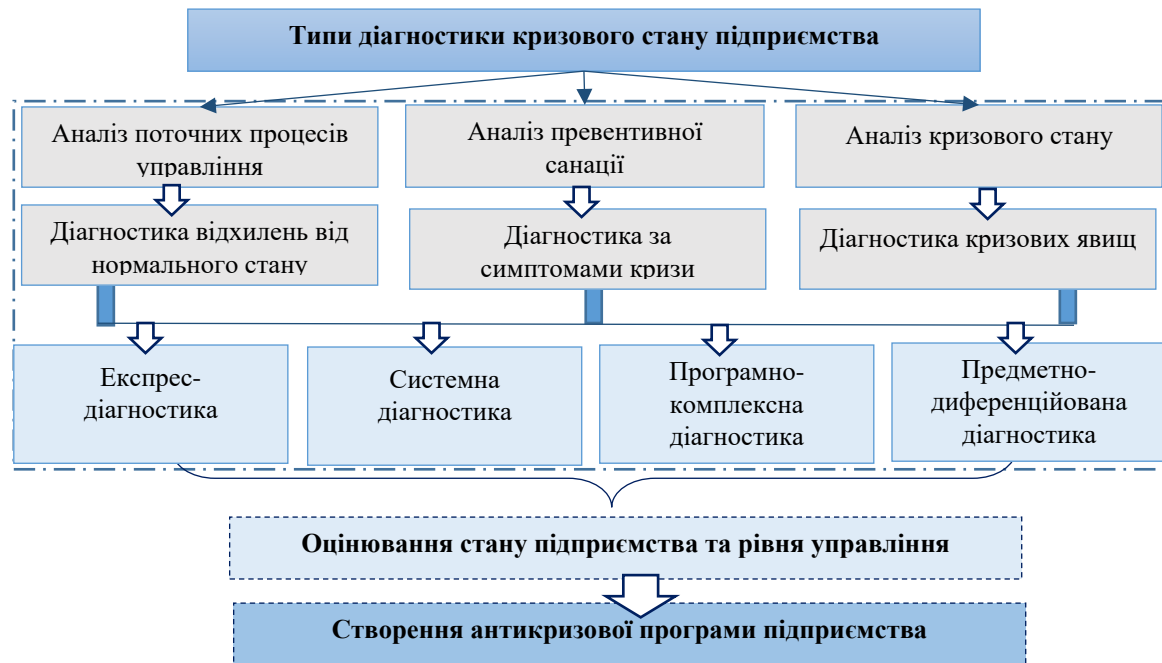 Типи діагностики кризового стану підприємства
Аналіз поточних процесів
управління
Аналіз превентивної
санації
Аналіз кризового стану
Діагностика відхилень від
нормального стану
Діагностика за
симптомами кризи
Діагностика кризових явищ
Експрес-
діагностика
Системна
діагностика
Програмно-
комплексна
діагностика
Предметно-
диференційована
діагностика
Оцінювання стану підприємства та рівня управління
Створення антикризової програми підприємства